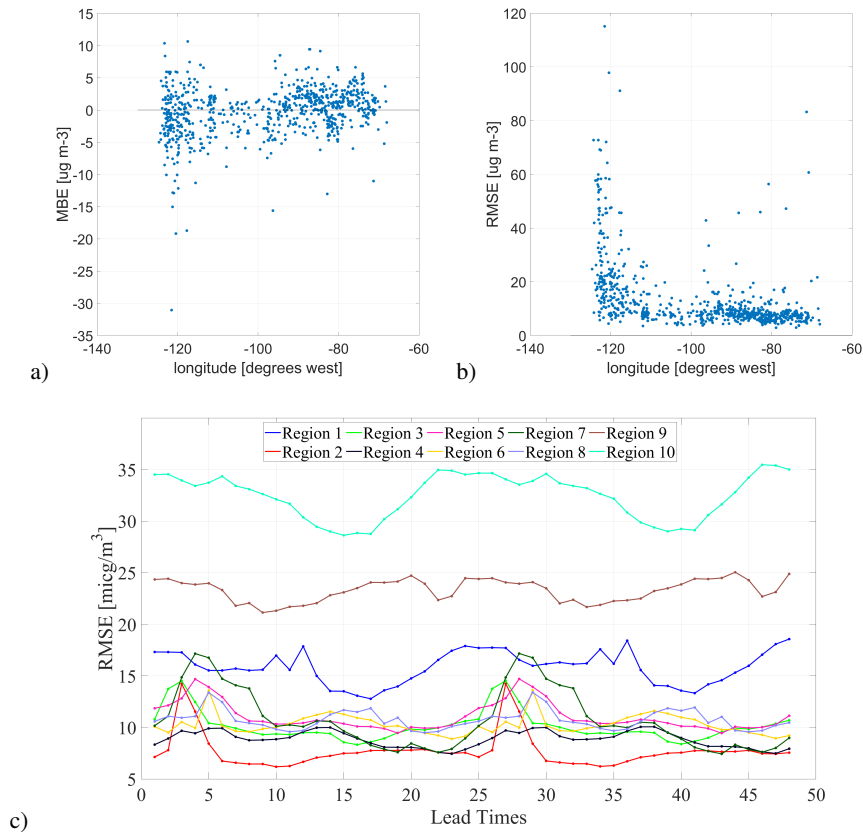 15
10
5
0
-5
-10
-15
-20
-25
-30
-35
MBE [ug m-3]
-140 -120 -100 -80 -60
longitude [degrees west]
a)
120
100
80
60
40
20
0
RMSE [ug m-3]
-140 -120 -100 -80 -60
longitude [degrees west]
b)
Region 1 Region 3 Region 5 Region 7 Region 9
Region 2 Region 4 Region 6 Region 8 Region 10
35
30
25
20
15
10
5
RMSE [micg/m³]
0 5 10 15 20 25 30 35 40 45 50
Lead Times
c)